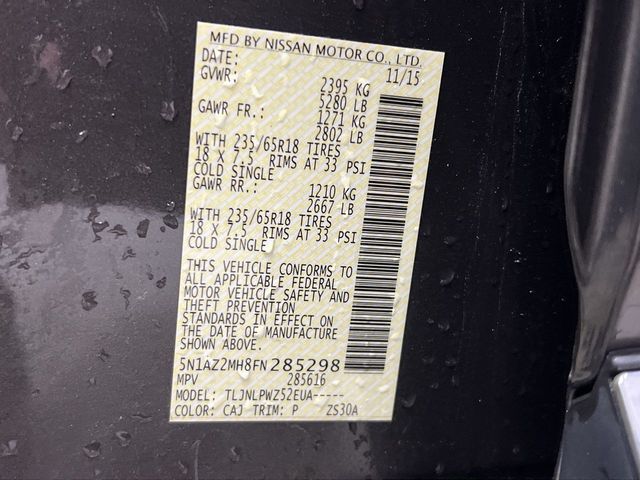 MFD BY NISSAN MOTOR CO., LTD.
DATE: 11/15
GVWR: 2395 KG
5280 LB
GAWR FR.: 1271 KG
2802 LB
WITH 235/65R18 TIRES
18 X 7.5 RIMS AT 33 PSI
COLD SINGLE
GAWR RR.: 1210 KG
2667 LB
WITH 235/65R18 TIRES
18 X 7.5 RIMS AT 33 PSI
COLD SINGLE
THIS VEHICLE CONFORMS TO
ALL APPLICABLE FEDERAL
MOTOR VEHICLE SAFETY AND
THEFT PREVENTION
STANDARDS IN EFFECT ON
THE DATE OF MANUFACTURE
SHOWN ABOVE.
5N1AZ2MH8FN285298
MPV 285616
MODEL: TLJNLPWZ52EUA-----
COLOR: CAJ TRIM: P ZS30A